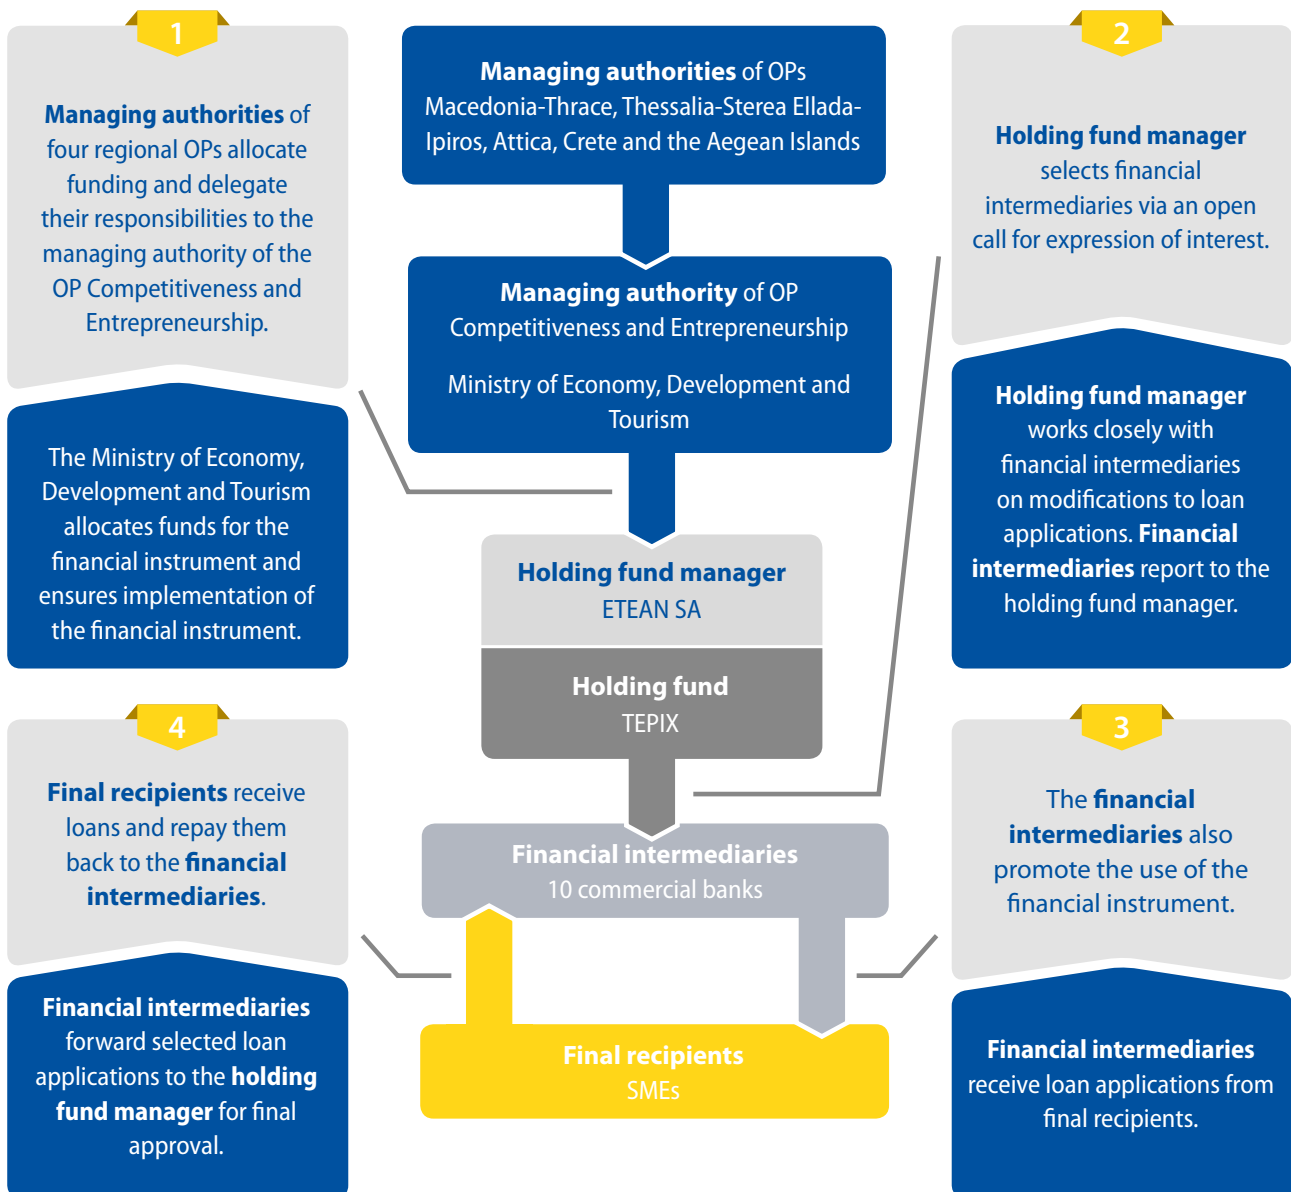 1
Managing authorities of
four regional OPs allocate
funding and delegate
their responsibilities to the
managing authority of the
OP Competitiveness and
Entrepreneurship.
The Ministry of Economy,
Development and Tourism
allocates funds for the
financial instrument and
ensures implementation of
the financial instrument.
Managing authorities of OPs
Macedonia-Thrace, Thessalia-Sterea Ellada-
Ipiros, Attica, Crete and the Aegean Islands
Managing authority of OP
Competitiveness and Entrepreneurship
Ministry of Economy, Development and
Tourism
Holding fund manager
ETEAN SA
Holding fund
TEPIX
Financial intermediaries
10 commercial banks
Final recipients
SMEs
2
Holding fund manager
selects financial
intermediaries via an open
call for expression of interest.
Holding fund manager
works closely with
financial intermediaries
on modifications to loan
applications. Financial
intermediaries report to the
holding fund manager.
3
The financial
intermediaries also
promote the use of the
financial instrument.
Financial intermediaries
receive loan applications from
final recipients.
4
Final recipients receive
loans and repay them
back to the financial
intermediaries.
Financial intermediaries
forward selected loan
applications to the holding
fund manager for final
approval.